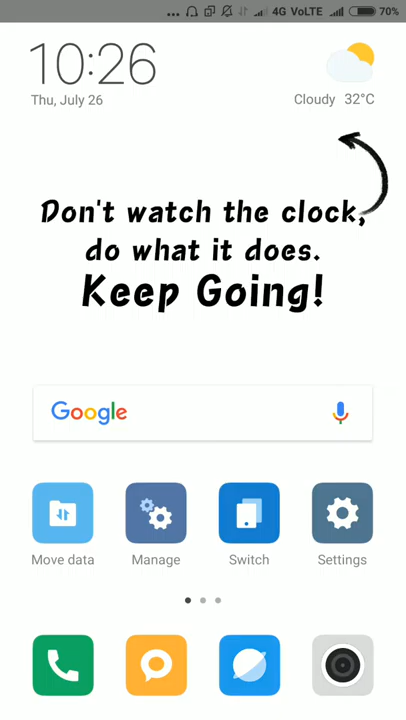 ... 4G VoLTE 70%
10:26
Thu, July 26
Cloudy 32°C
Don't watch the clock,
do what it does.
Keep Going!
Google
Move data Manage Switch Settings